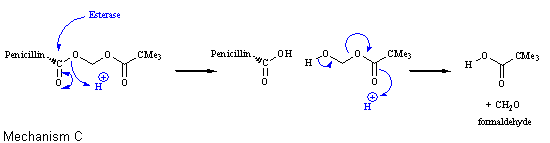 Esterase
Penicillin C O O O CMe3
O H ⊕
Penicillin C OH H O O CMe3
O O H ⊕
H O CMe3
O
+ CH2O
formaldehyde
Mechanism C